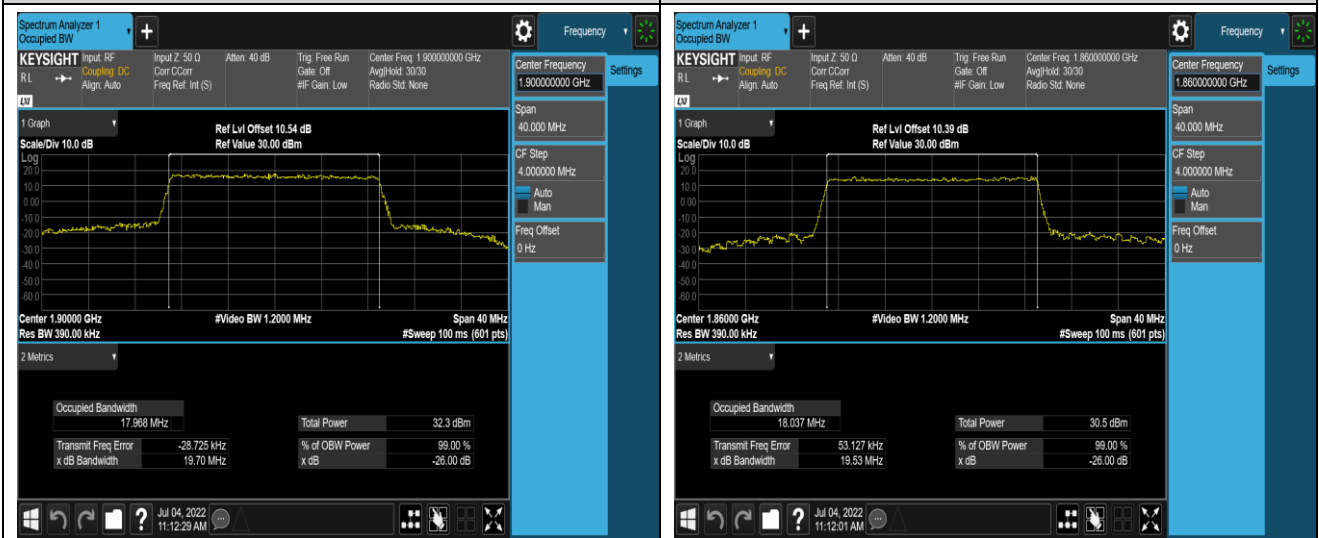 Spectrum Analyzer 1
Occupied BW
Frequency
KEYSIGHT Input: RF
Coupling: DC
Align: Auto
Input Z: 50 Ω
Corr CCorr
Freq Ref: Int (S)
Atten: 40 dB
Trig: Free Run
Gate: Off
#IF Gain: Low
Center Freq: 1.900000000 GHz
Avg|Hold: 30/30
Radio Std: None
RL
LXI
Center Frequency
1.900000000 GHz
Settings
Span
40.000 MHz
CF Step
4.000000 MHz
Auto
Man
Freq Offset
0 Hz
1 Graph
Ref Lvl Offset 10.54 dB
Scale/Div 10.0 dB
Ref Value 30.00 dBm
Log
20.0
10.0
0.00
-10.0
-20.0
-30.0
-40.0
-50.0
-60.0
Center 1.90000 GHz
#Video BW 1.2000 MHz
Span 40 MHz
Res BW 390.00 kHz
#Sweep 100 ms (601 pts)
2 Metrics
Occupied Bandwidth
17.968 MHz
Total Power 32.3 dBm
Transmit Freq Error -28.725 kHz
% of OBW Power 99.00 %
x dB Bandwidth 19.70 MHz
x dB -26.00 dB
?
Jul 04, 2022
11:12:29 AM
Spectrum Analyzer 1
Occupied BW
Frequency
KEYSIGHT Input: RF
Coupling: DC
Align: Auto
Input Z: 50 Ω
Corr CCorr
Freq Ref: Int (S)
Atten: 40 dB
Trig: Free Run
Gate: Off
#IF Gain: Low
Center Freq: 1.860000000 GHz
Avg|Hold: 30/30
Radio Std: None
RL
LXI
Center Frequency
1.860000000 GHz
Settings
Span
40.000 MHz
CF Step
4.000000 MHz
Auto
Man
Freq Offset
0 Hz
1 Graph
Ref Lvl Offset 10.39 dB
Scale/Div 10.0 dB
Ref Value 30.00 dBm
Log
20.0
10.0
0.00
-10.0
-20.0
-30.0
-40.0
-50.0
-60.0
Center 1.86000 GHz
#Video BW 1.2000 MHz
Span 40 MHz
Res BW 390.00 kHz
#Sweep 100 ms (601 pts)
2 Metrics
Occupied Bandwidth
18.037 MHz
Total Power 30.5 dBm
Transmit Freq Error 53.127 kHz
% of OBW Power 99.00 %
x dB Bandwidth 19.53 MHz
x dB -26.00 dB
?
Jul 04, 2022
11:12:01 AM